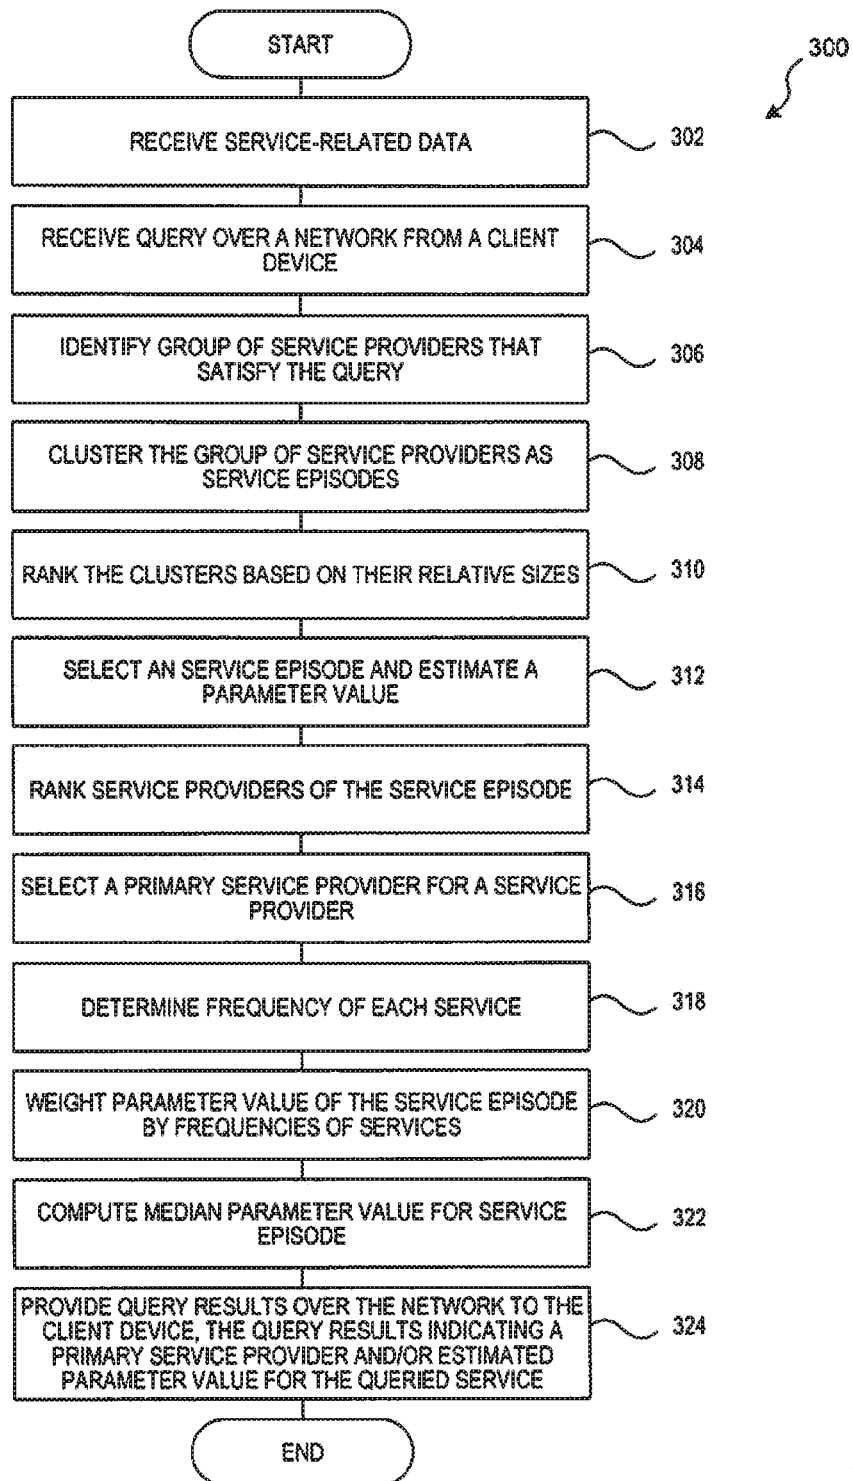 START
300
RECEIVE SERVICE-RELATED DATA
302
RECEIVE QUERY OVER A NETWORK FROM A CLIENT
DEVICE
304
IDENTIFY GROUP OF SERVICE PROVIDERS THAT
SATISFY THE QUERY
306
CLUSTER THE GROUP OF SERVICE PROVIDERS AS
SERVICE EPISODES
308
RANK THE CLUSTERS BASED ON THEIR RELATIVE SIZES
310
SELECT AN SERVICE EPISODE AND ESTIMATE A
PARAMETER VALUE
312
RANK SERVICE PROVIDERS OF THE SERVICE EPISODE
314
SELECT A PRIMARY SERVICE PROVIDER FOR A SERVICE
PROVIDER
316
DETERMINE FREQUENCY OF EACH SERVICE
318
WEIGHT PARAMETER VALUE OF THE SERVICE EPISODE
BY FREQUENCIES OF SERVICES
320
COMPUTE MEDIAN PARAMETER VALUE FOR SERVICE
EPISODE
322
PROVIDE QUERY RESULTS OVER THE NETWORK TO THE
CLIENT DEVICE, THE QUERY RESULTS INDICATING A
PRIMARY SERVICE PROVIDER AND/OR ESTIMATED
PARAMETER VALUE FOR THE QUERIED SERVICE
324
END